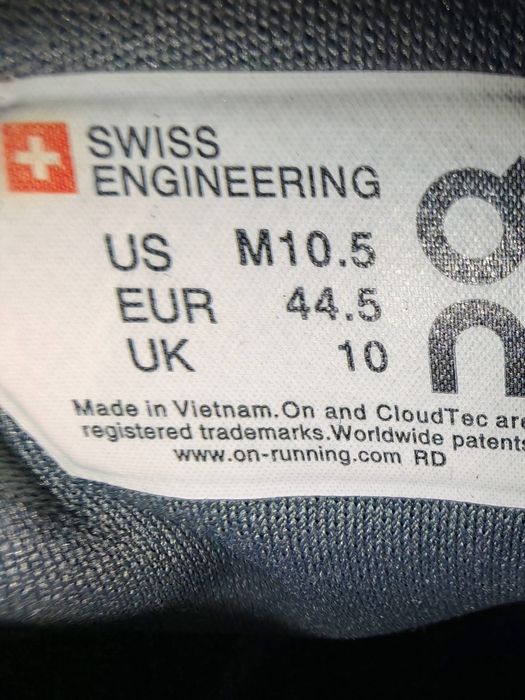 SWISS
ENGINEERING
US M10.5
EUR 44.5
UK 10
Made in Vietnam. On and CloudTec are
registered trademarks. Worldwide patents
www.on-running.com RD
On